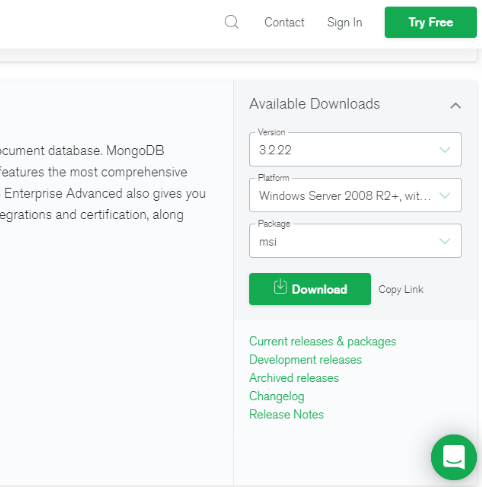 Contact Sign In Try Free
Available Downloads
ocument database. MongoDB
features the most comprehensive
Enterprise Advanced also gives you
egrations and certification, along
Version
3.2.22
Platform
Windows Server 2008 R2+, wit...
Package
msi
Download Copy Link
Current releases & packages
Development releases
Archived releases
Changelog
Release Notes